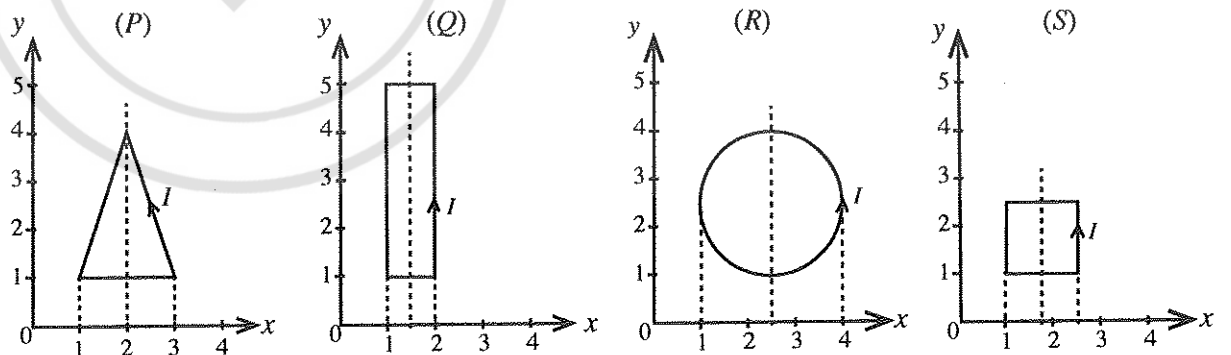 (P) (Q) (R) (S)
y y y y
5 5 5 5
4 4 4 4
3 3 3 3
I I I I
2 2 2 2
1 1 1 1
0 1 2 3 4 x 0 1 2 3 4 x 0 1 2 3 4 x 0 1 2 3 4 x